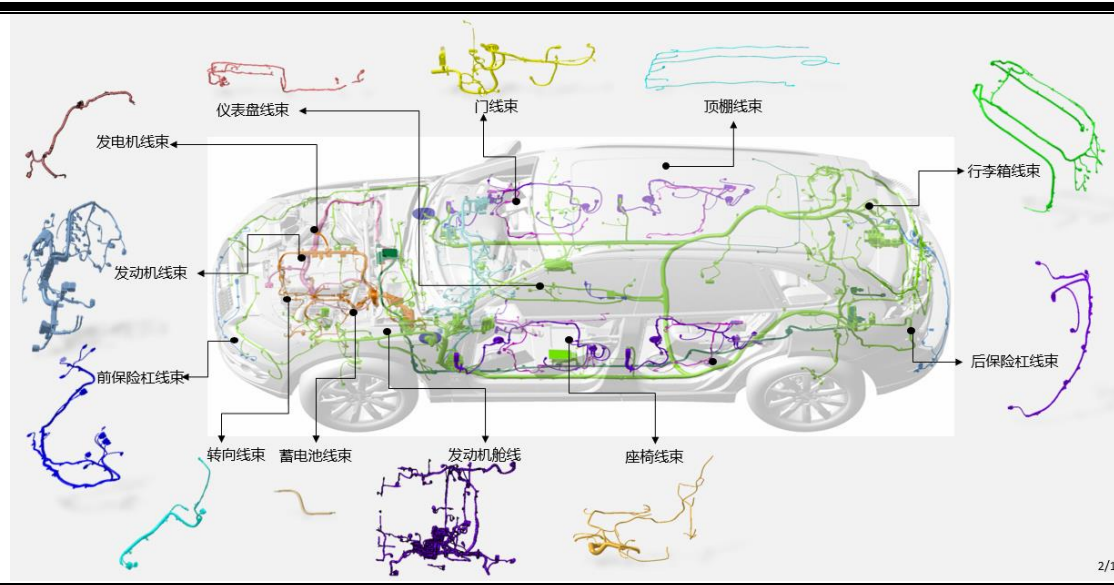 仪表盘线束
门线束
顶棚线束
发电机线束
行李箱线束
发动机线束
前保险杠线束
后保险杠线束
转向线束
蓄电池线束
发动机舱线
座椅线束